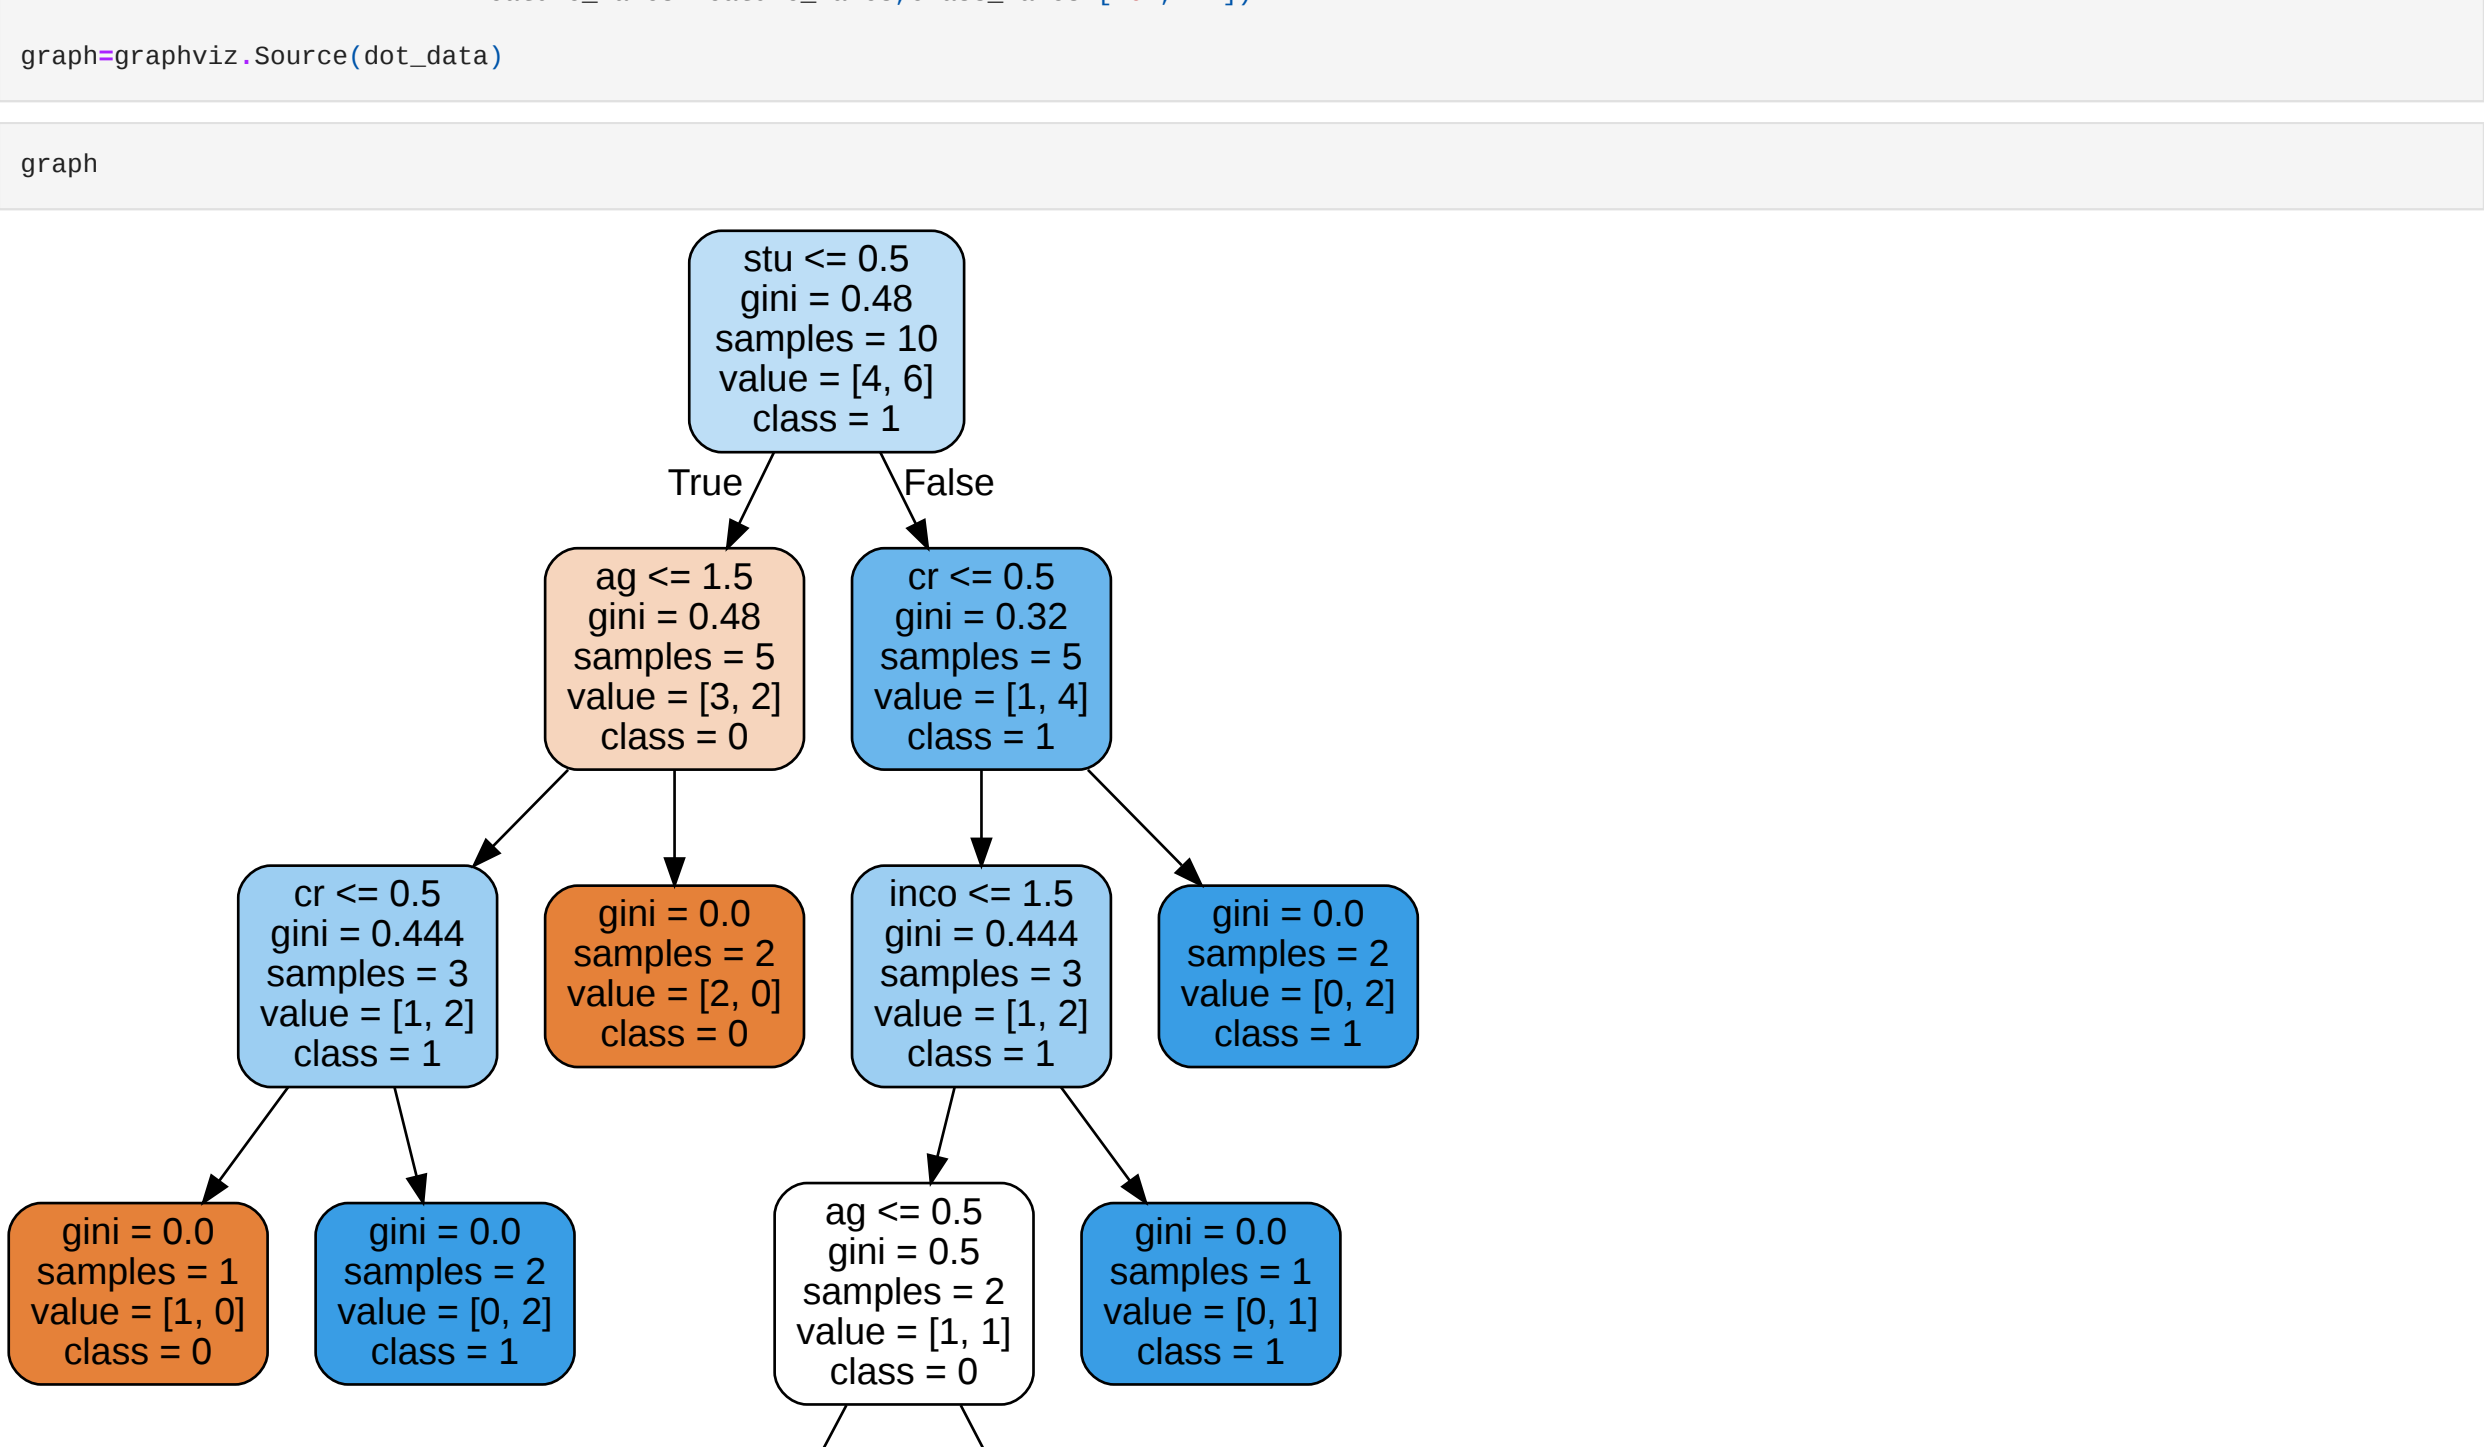 graph=graphviz.Source(dot_data)
graph
stu <= 0.5
gini = 0.48
samples = 10
value = [4, 6]
class = 1
True
False
ag <= 1.5
gini = 0.48
samples = 5
value = [3, 2]
class = 0
cr <= 0.5
gini = 0.32
samples = 5
value = [1, 4]
class = 1
cr <= 0.5
gini = 0.444
samples = 3
value = [1, 2]
class = 1
gini = 0.0
samples = 2
value = [2, 0]
class = 0
inco <= 1.5
gini = 0.444
samples = 3
value = [1, 2]
class = 1
gini = 0.0
samples = 2
value = [0, 2]
class = 1
gini = 0.0
samples = 1
value = [1, 0]
class = 0
gini = 0.0
samples = 2
value = [0, 2]
class = 1
ag <= 0.5
gini = 0.5
samples = 2
value = [1, 1]
class = 0
gini = 0.0
samples = 1
value = [0, 1]
class = 1